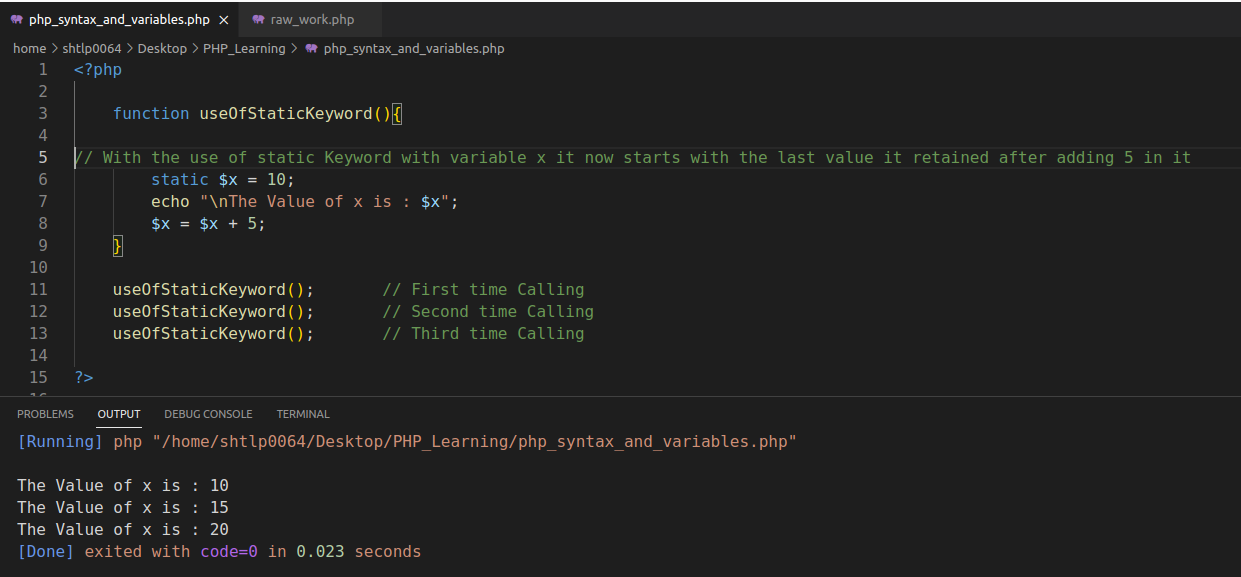 php_syntax_and_variables.php × raw_work.php
home > shtlp0064 > Desktop > PHP_Learning > php_syntax_and_variables.php
1 <?php
2
3 function useOfStaticKeyword(){
4
5 // With the use of static Keyword with variable x it now starts with the last value it retained after adding 5 in it
6 static $x = 10;
7 echo "\nThe Value of x is : $x";
8 $x = $x + 5;
9 }
10
11 useOfStaticKeyword(); // First time Calling
12 useOfStaticKeyword(); // Second time Calling
13 useOfStaticKeyword(); // Third time Calling
14
15 ?>
PROBLEMS OUTPUT DEBUG CONSOLE TERMINAL
[Running] php "/home/shtlp0064/Desktop/PHP_Learning/php_syntax_and_variables.php"
The Value of x is : 10
The Value of x is : 15
The Value of x is : 20
[Done] exited with code=0 in 0.023 seconds